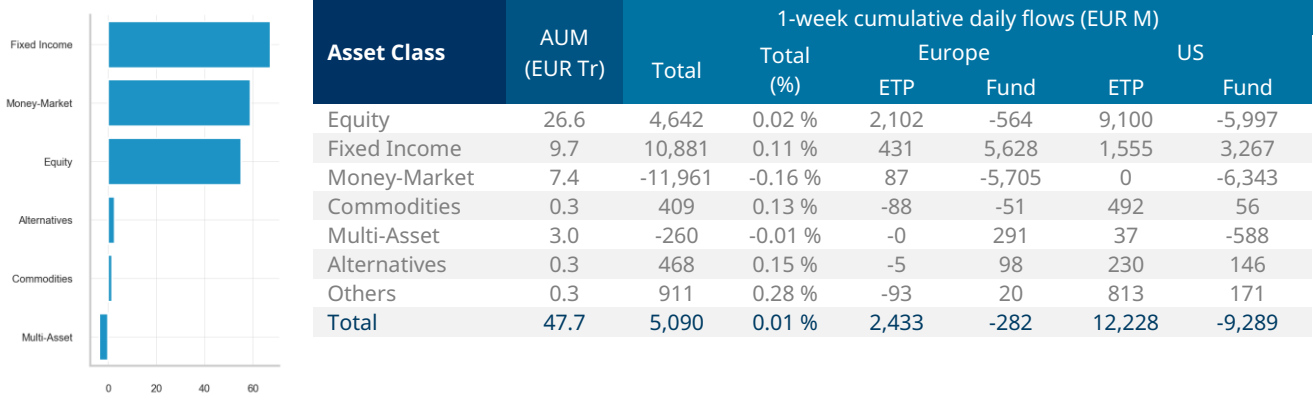 Fixed Income
Money-Market
Equity
Alternatives
Commodities
Multi-Asset
0 20 40 60
1-week cumulative daily flows (EUR M)
Asset Class AUM (EUR Tr) Total Total (%) Europe US
ETP Fund ETP Fund
Equity 26.6 4,642 0.02 % 2,102 -564 9,100 -5,997
Fixed Income 9.7 10,881 0.11 % 431 5,628 1,555 3,267
Money-Market 7.4 -11,961 -0.16 % 87 -5,705 0 -6,343
Commodities 0.3 409 0.13 % -88 -51 492 56
Multi-Asset 3.0 -260 -0.01 % -0 291 37 -588
Alternatives 0.3 468 0.15 % -5 98 230 146
Others 0.3 911 0.28 % -93 20 813 171
Total 47.7 5,090 0.01 % 2,433 -282 12,228 -9,289